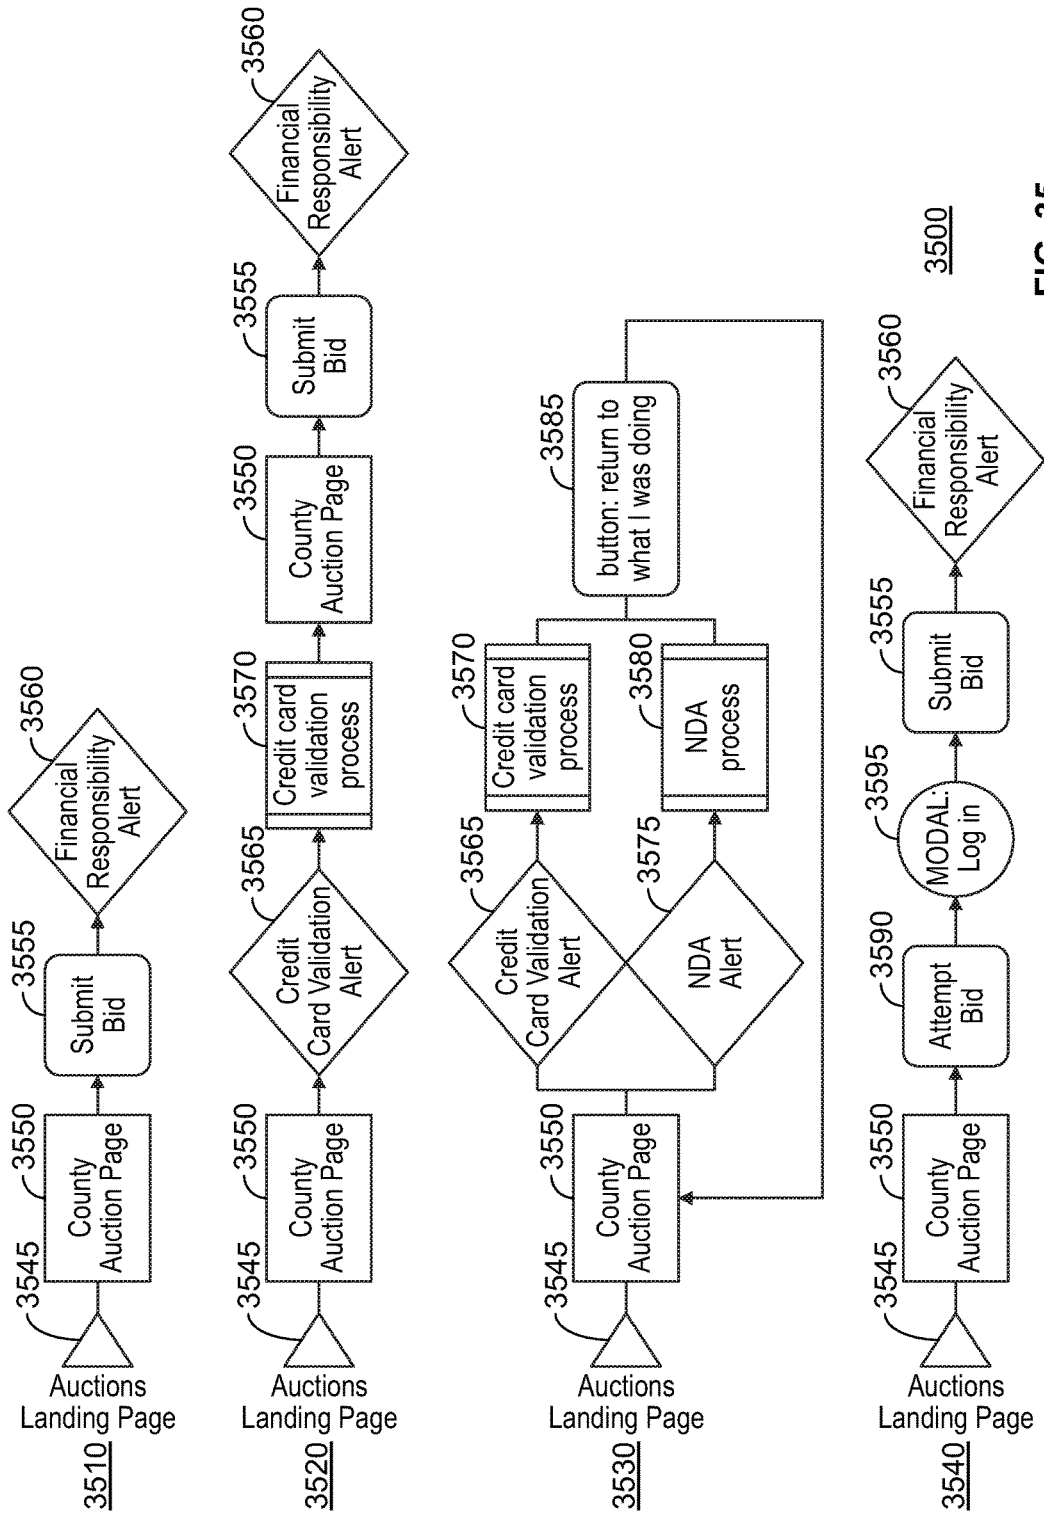 3510
Auctions
Landing Page
3545
County
Auction Page
3550
Submit
Bid
3555
Financial
Responsibility
Alert
3560
3520
Auctions
Landing Page
3545
County
Auction Page
3550
Credit
Card Validation
Alert
3565
Credit card
validation
process
3570
County
Auction Page
3550
Submit
Bid
3555
Financial
Responsibility
Alert
3560
3530
Auctions
Landing Page
3545
County
Auction Page
3550
Credit
Card Validation
Alert
3565
Credit card
validation
process
3570
NDA
Alert
3575
NDA
process
3580
button: return to
what I was doing
3585
3540
Auctions
Landing Page
3545
County
Auction Page
3550
Attempt
Bid
3590
MODAL:
Log in
3595
Submit
Bid
3555
Financial
Responsibility
Alert
3560
3500
FIG. 35